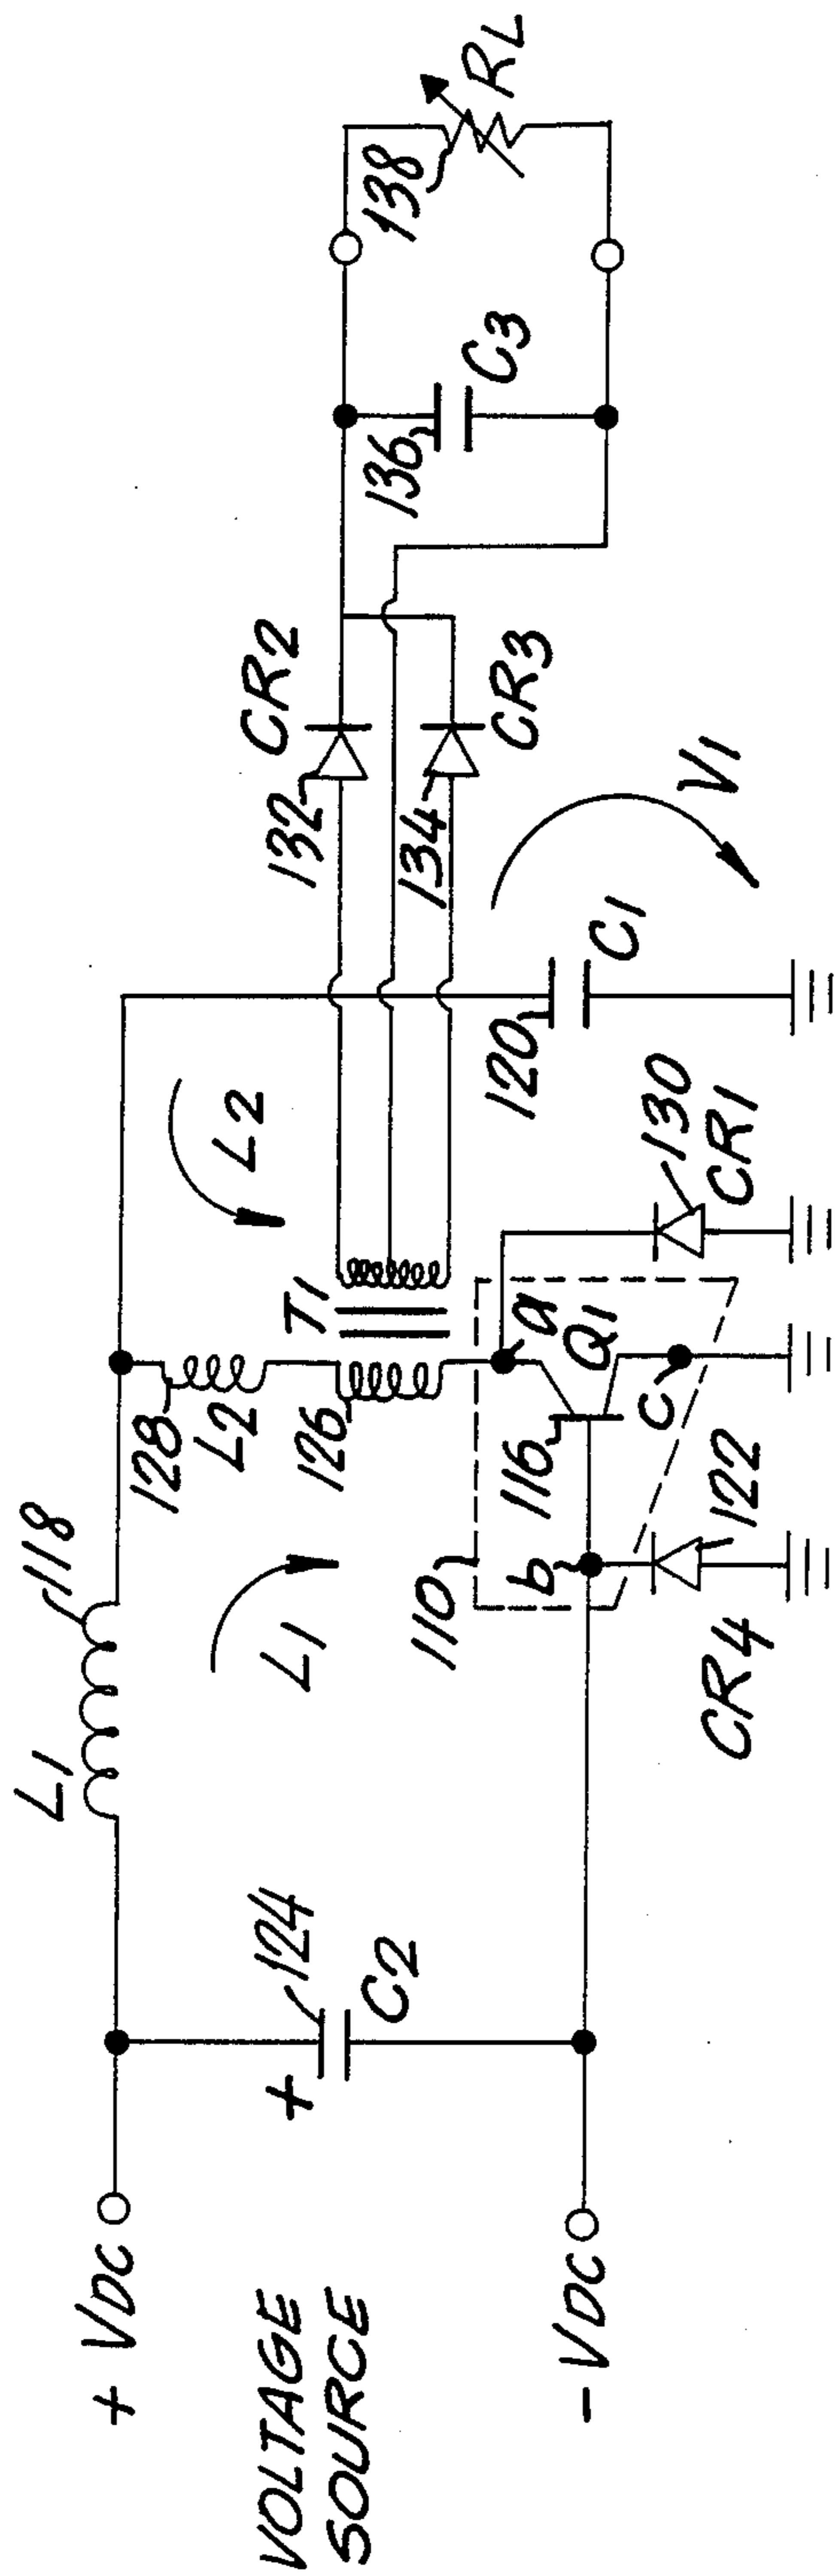 + VDC
VOLTAGE
SOURCE
- VDC
+
124
C2
L1
118
L1
128
L2
126
T1
L2
110
116
a
Q1
b
c
CR4
122
130
CR1
120
C1
V1
132
CR2
134
CR3
136
C3
138
RL